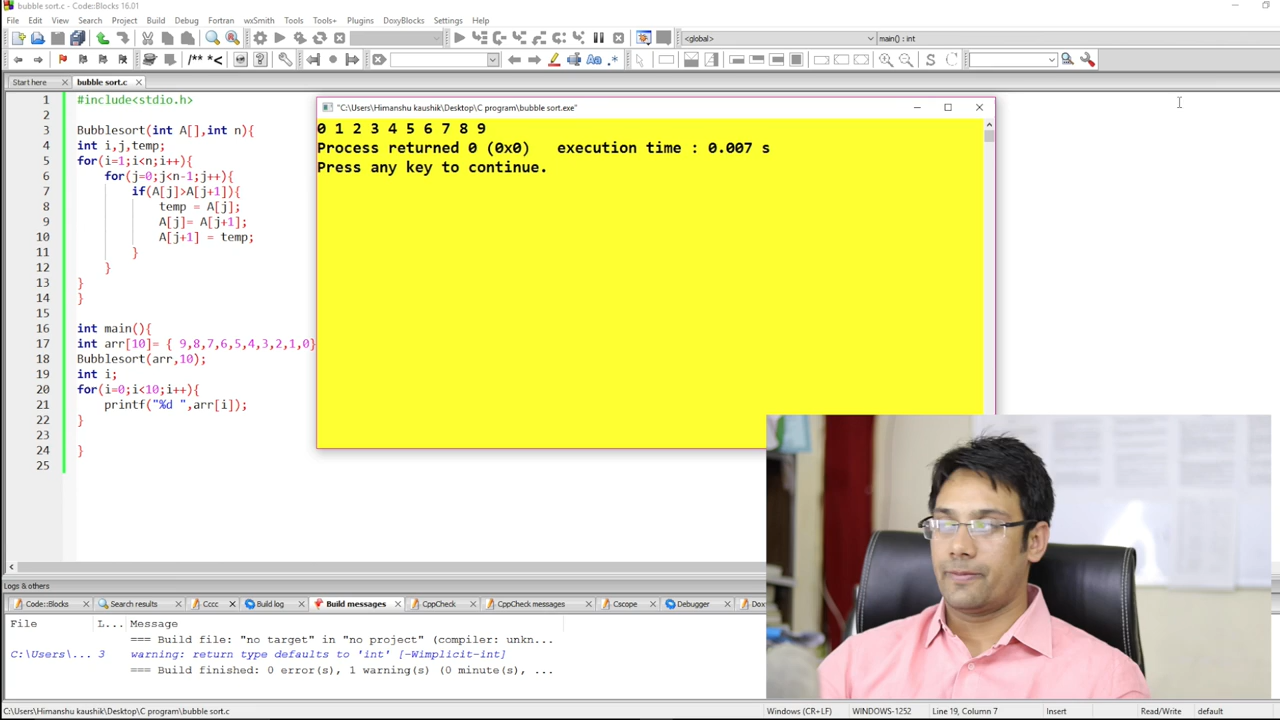 bubble sort.c - Code::Blocks 16.01
File Edit View Search Project Build Debug Fortran wxSmith Tools Tools+ Plugins DoxyBlocks Settings Help
<global> main() : int
Start here bubble sort.c
1 #include<stdio.h>
2
3 Bubblesort(int A[],int n){
4 int i,j,temp;
5 for(i=1;i<n;i++){
6 for(j=0;j<n-1;j++){
7 if(A[j]>A[j+1]){
8 temp = A[j];
9 A[j]= A[j+1];
10 A[j+1] = temp;
11 }
12 }
13 }
14 }
15
16 int main(){
17 int arr[10]= { 9,8,7,6,5,4,3,2,1,0}
18 Bubblesort(arr,10);
19 int i;
20 for(i=0;i<10;i++){
21 printf("%d ",arr[i]);
22 }
23
24 }
25
"C:\Users\Himanshu kaushik\Desktop\C program\bubble sort.exe"
0 1 2 3 4 5 6 7 8 9
Process returned 0 (0x0) execution time : 0.007 s
Press any key to continue.
Logs & others
Code::Blocks Search results Cccc Build log Build messages CppCheck CppCheck messages Cscope Debugger Dox
File L... Message
=== Build file: "no target" in "no project" (compiler: unkn...
C:\Users\... 3 warning: return type defaults to 'int' [-Wimplicit-int]
=== Build finished: 0 error(s), 1 warning(s) (0 minute(s), ...
C:\Users\Himanshu kaushik\Desktop\C program\bubble sort.c Windows (CR+LF) WINDOWS-1252 Line 19, Column 7 Insert Read/Write default